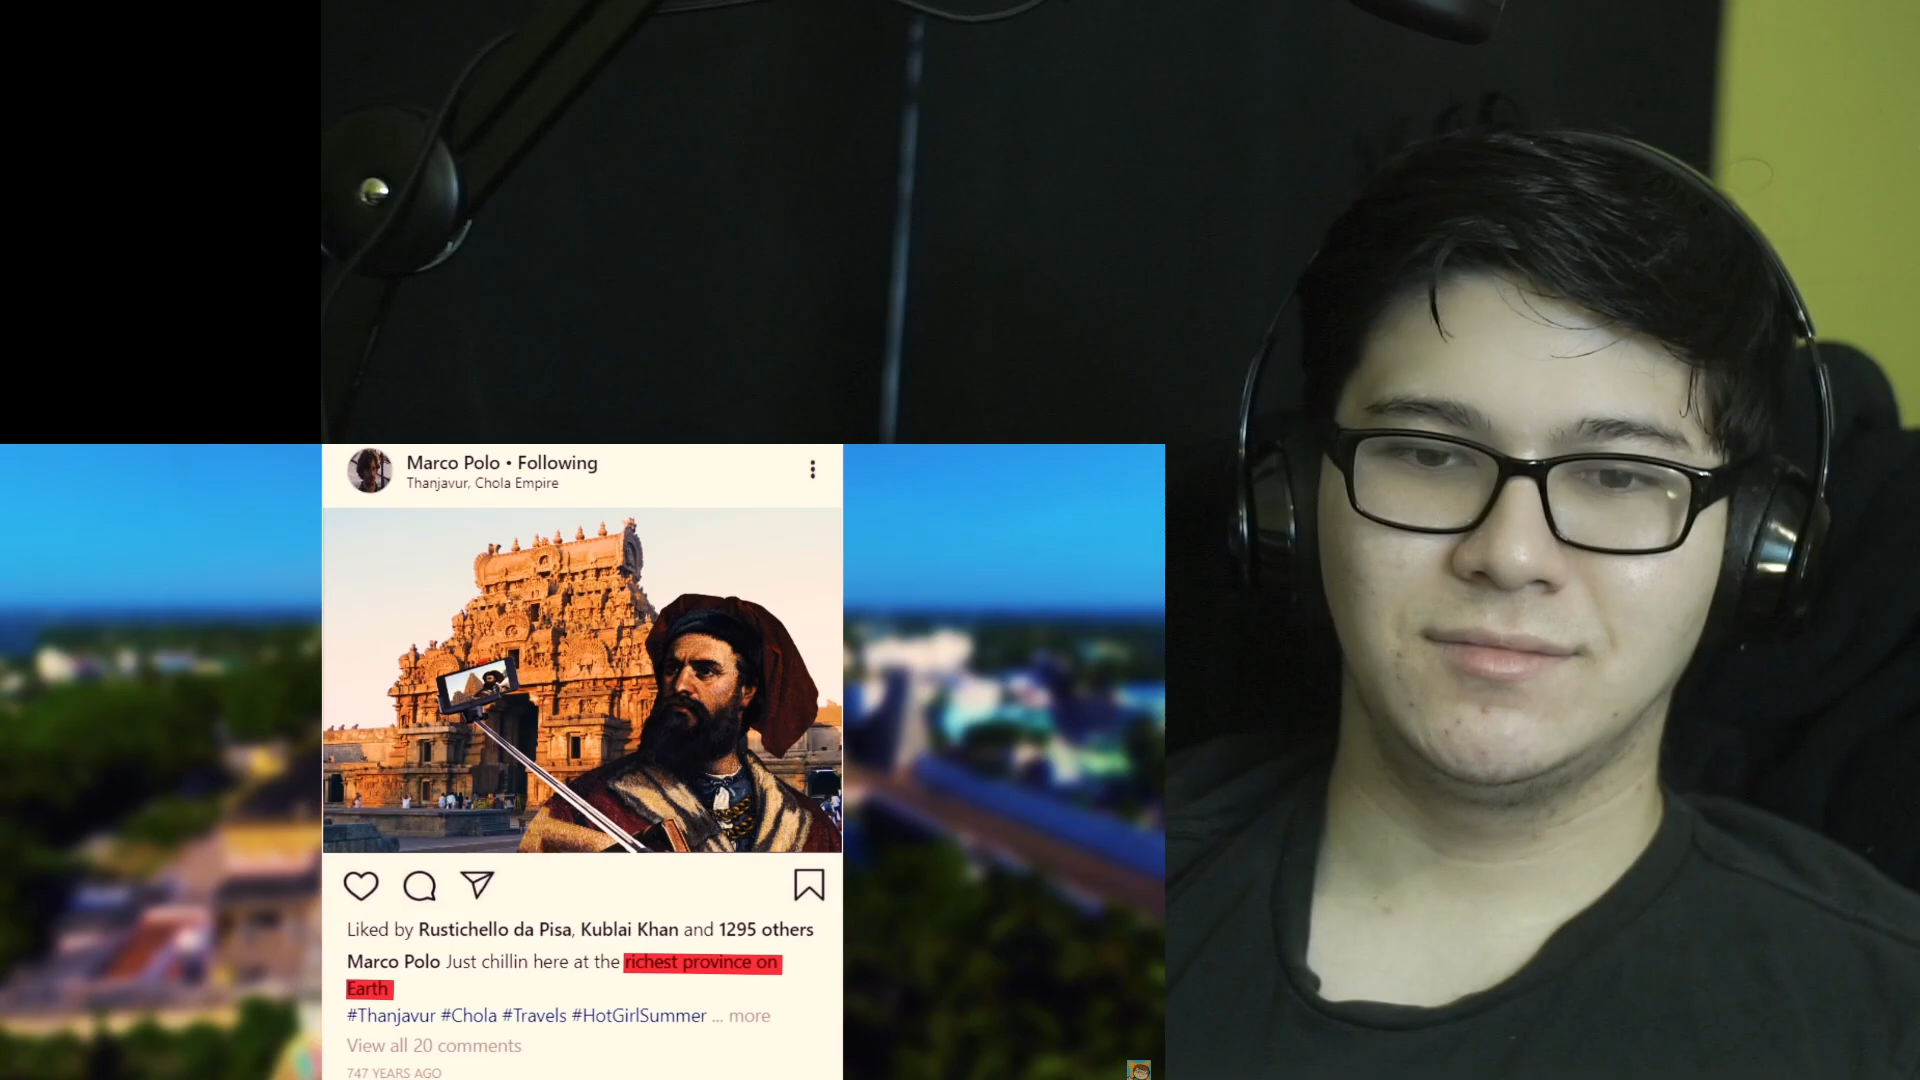 Marco Polo • Following
Thanjavur, Chola Empire
Liked by Rustichello da Pisa, Kublai Khan and 1295 others
Marco Polo Just chillin here at the richest province on
Earth
#Thanjavur #Chola #Travels #HotGirlSummer ... more
View all 20 comments
747 YEARS AGO